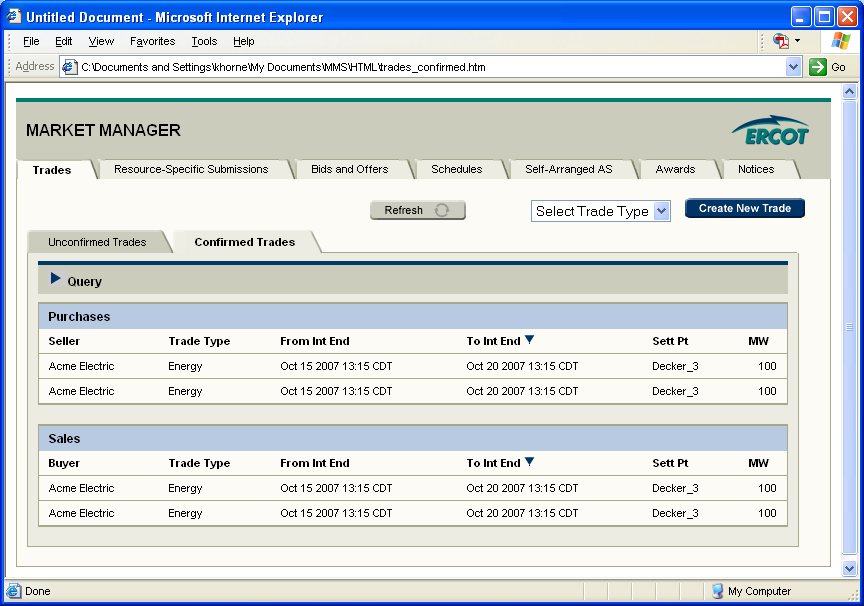 Untitled Document - Microsoft Internet Explorer
File Edit View Favorites Tools Help
Address C:\Documents and Settings\khorne\My Documents\MMS\HTML\trades_confirmed.htm Go
MARKET MANAGER ERCOT
Trades Resource-Specific Submissions Bids and Offers Schedules Self-Arranged AS Awards Notices
Refresh Select Trade Type Create New Trade
Unconfirmed Trades Confirmed Trades
Query
Purchases
Seller Trade Type From Int End To Int End Sett Pt MW
Acme Electric Energy Oct 15 2007 13:15 CDT Oct 20 2007 13:15 CDT Decker_3 100
Acme Electric Energy Oct 15 2007 13:15 CDT Oct 20 2007 13:15 CDT Decker_3 100
Sales
Buyer Trade Type From Int End To Int End Sett Pt MW
Acme Electric Energy Oct 15 2007 13:15 CDT Oct 20 2007 13:15 CDT Decker_3 100
Acme Electric Energy Oct 15 2007 13:15 CDT Oct 20 2007 13:15 CDT Decker_3 100
Done My Computer